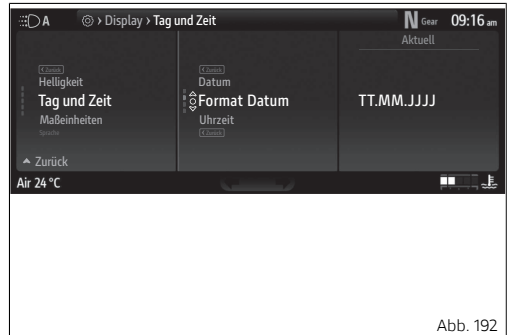 A Display › Tag und Zeit N Gear 09:16 am
Aktuell
Zurück
Helligkeit
Tag und Zeit
Maßeinheiten
Sprache
Zurück
Zurück
Datum
Format Datum
Uhrzeit
Zurück
TT.MM.JJJJ
Air 24 °C
Abb. 192